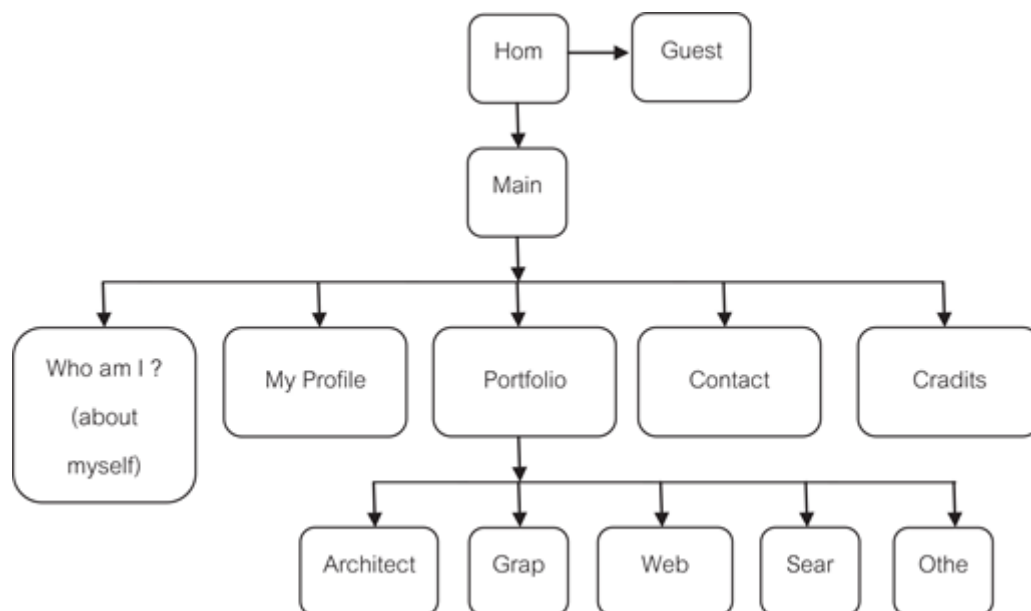 Hom
Guest
Main
Who am I ?
(about
myself)
My Profile
Portfolio
Contact
Cradits
Architect
Grap
Web
Sear
Othe